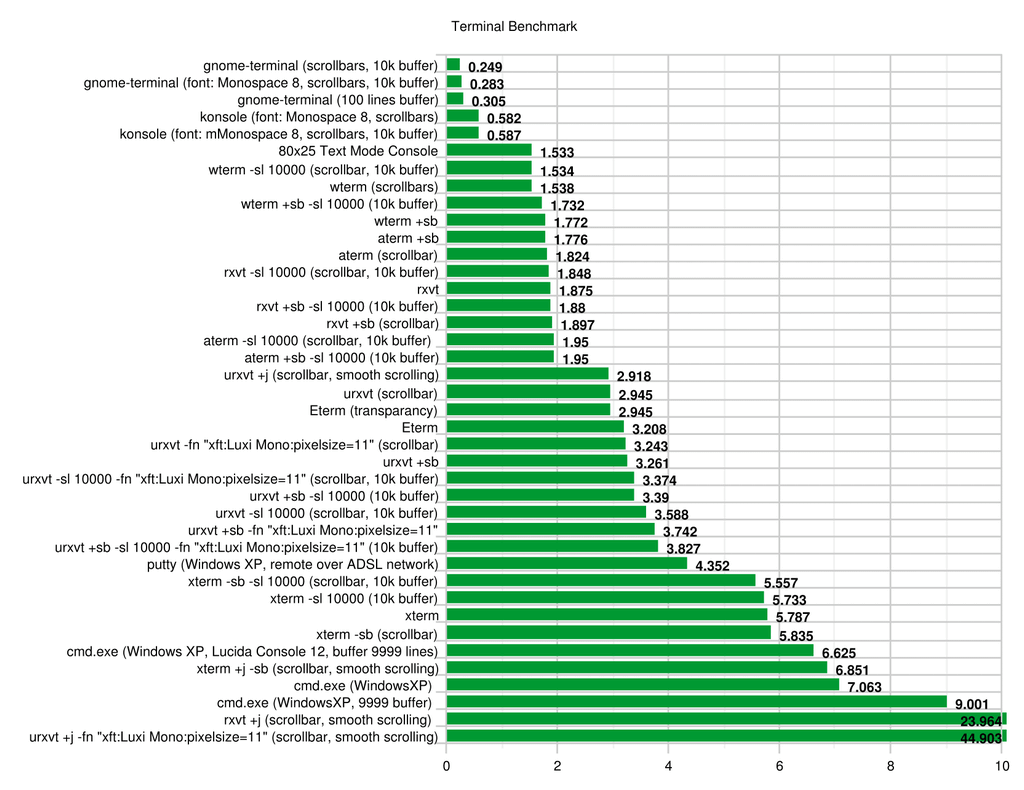 Terminal Benchmark
gnome-terminal (scrollbars, 10k buffer) 0.249
gnome-terminal (font: Monospace 8, scrollbars, 10k buffer) 0.283
gnome-terminal (100 lines buffer) 0.305
konsole (font: Monospace 8, scrollbars) 0.582
konsole (font: mMonospace 8, scrollbars, 10k buffer) 0.587
80x25 Text Mode Console 1.533
wterm -sl 10000 (scrollbar, 10k buffer) 1.534
wterm (scrollbars) 1.538
wterm +sb -sl 10000 (10k buffer) 1.732
wterm +sb 1.772
aterm +sb 1.776
aterm (scrollbar) 1.824
rxvt -sl 10000 (scrollbar, 10k buffer) 1.848
rxvt 1.875
rxvt +sb -sl 10000 (10k buffer) 1.88
rxvt +sb (scrollbar) 1.897
aterm -sl 10000 (scrollbar, 10k buffer) 1.95
aterm +sb -sl 10000 (10k buffer) 1.95
urxvt +j (scrollbar, smooth scrolling) 2.918
urxvt (scrollbar) 2.945
Eterm (transparancy) 2.945
Eterm 3.208
urxvt -fn "xft:Luxi Mono:pixelsize=11" (scrollbar) 3.243
urxvt +sb 3.261
urxvt -sl 10000 -fn "xft:Luxi Mono:pixelsize=11" (scrollbar, 10k buffer) 3.374
urxvt +sb -sl 10000 (10k buffer) 3.39
urxvt -sl 10000 (scrollbar, 10k buffer) 3.588
urxvt +sb -fn "xft:Luxi Mono:pixelsize=11" 3.742
urxvt +sb -sl 10000 -fn "xft:Luxi Mono:pixelsize=11" (10k buffer) 3.827
putty (Windows XP, remote over ADSL network) 4.352
xterm -sb -sl 10000 (scrollbar, 10k buffer) 5.557
xterm -sl 10000 (10k buffer) 5.733
xterm 5.787
xterm -sb (scrollbar) 5.835
cmd.exe (Windows XP, Lucida Console 12, buffer 9999 lines) 6.625
xterm +j -sb (scrollbar, smooth scrolling) 6.851
cmd.exe (WindowsXP) 7.063
cmd.exe (WindowsXP, 9999 buffer) 9.001
rxvt +j (scrollbar, smooth scrolling) 23.964
urxvt +j -fn "xft:Luxi Mono:pixelsize=11" (scrollbar, smooth scrolling) 44.903
0 2 4 6 8 10